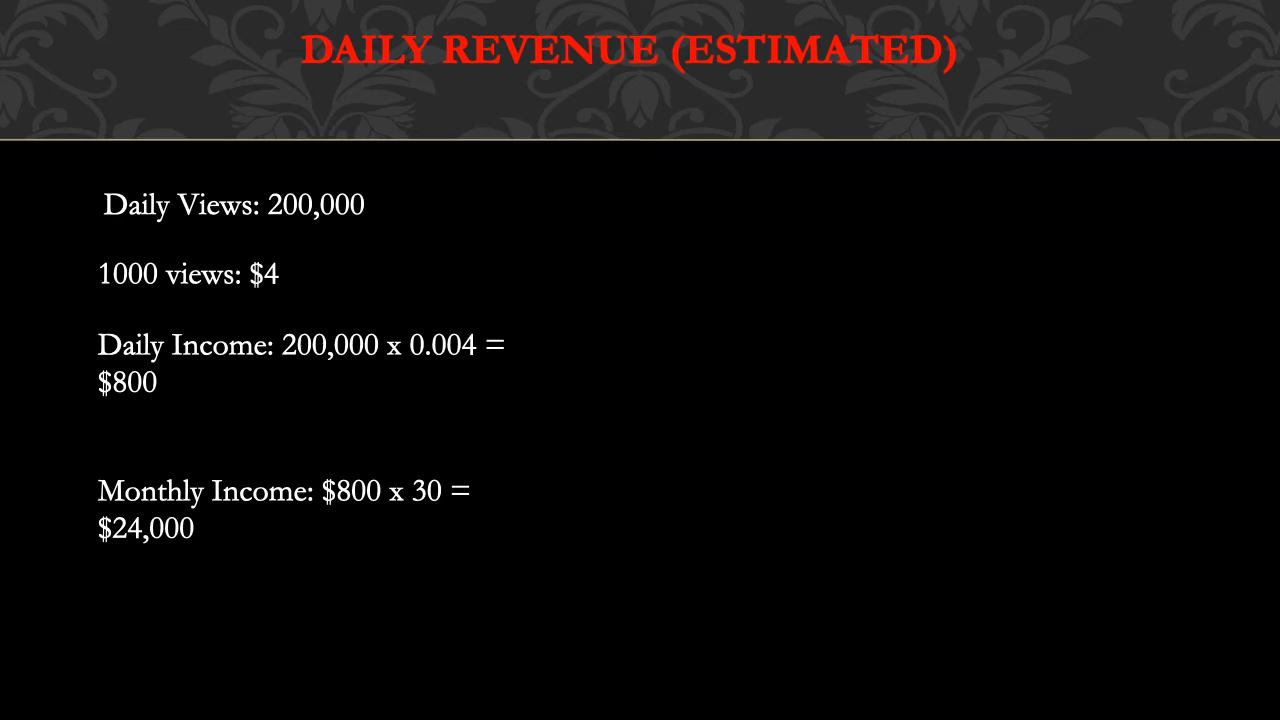 DAILY REVENUE (ESTIMATED)
Daily Views: 200,000
1000 views: $4
Daily Income: 200,000 x 0.004 =
$800
Monthly Income: $800 x 30 =
$24,000